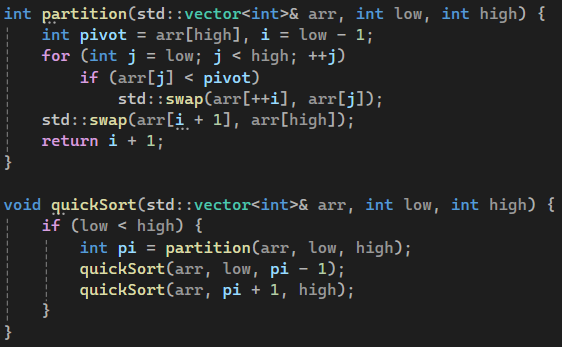 int partition(std::vector<int>& arr, int low, int high) {
    int pivot = arr[high], i = low - 1;
    for (int j = low; j < high; ++j)
        if (arr[j] < pivot)
            std::swap(arr[++i], arr[j]);
    std::swap(arr[i + 1], arr[high]);
    return i + 1;
}

void quickSort(std::vector<int>& arr, int low, int high) {
    if (low < high) {
        int pi = partition(arr, low, high);
        quickSort(arr, low, pi - 1);
        quickSort(arr, pi + 1, high);
    }
}